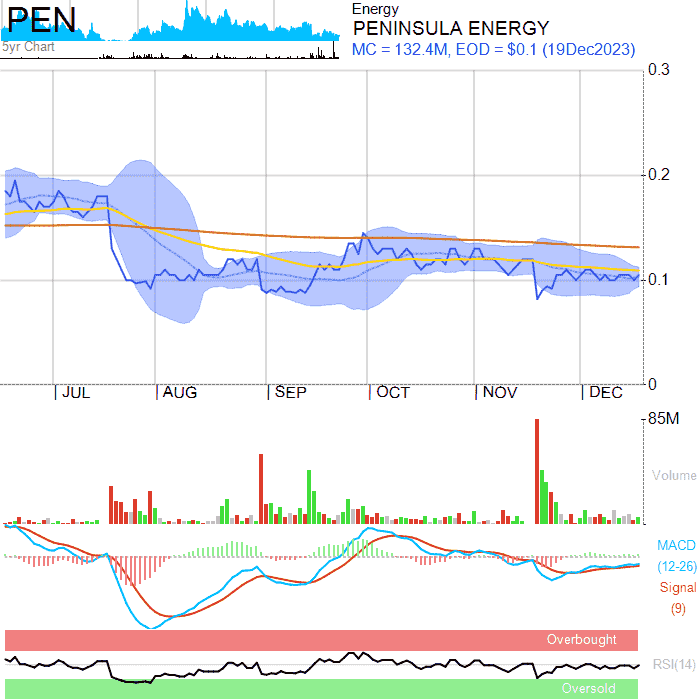 PEN
5yr Chart
Energy
PENINSULA ENERGY
MC = 132.4M, EOD = $0.1 (19Dec2023)
0.3
0.2
0.1
0
JUL AUG SEP OCT NOV DEC
85M
Volume
MACD
(12-26)
Signal
(9)
Overbought
RSI(14)
Oversold